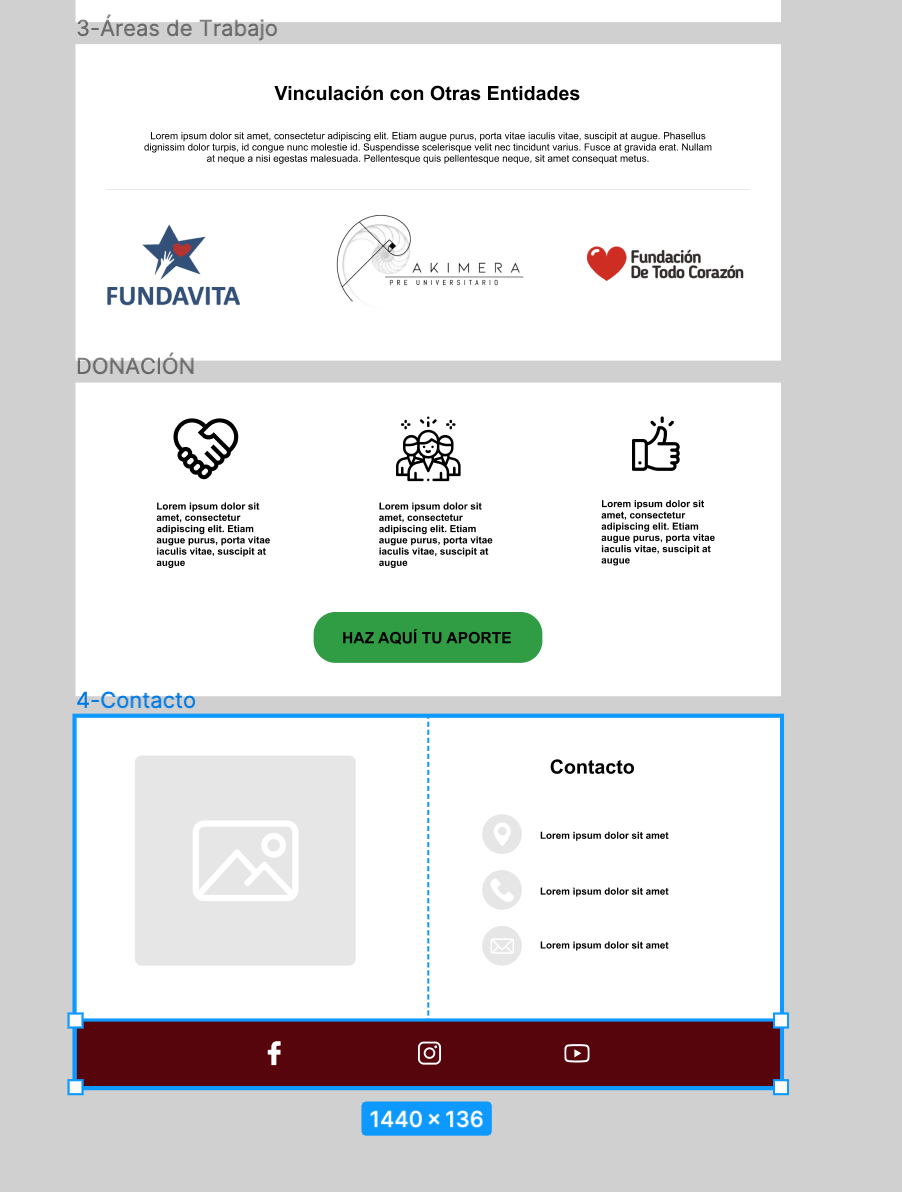 3-Áreas de Trabajo
Vinculación con Otras Entidades
Lorem ipsum dolor sit amet, consectetur adipiscing elit. Etiam augue purus, porta vitae iaculis vitae, suscipit at augue. Phasellus
dignissim dolor turpis, id congue nunc molestie id. Suspendisse scelerisque velit nec tincidunt varius. Fusce at gravida erat. Nullam
at neque a nisi egestas malesuada. Pellentesque quis pellentesque neque, sit amet consequat metus.
FUNDAVITA
AKIMERA
PRE UNIVERSITARIO
Fundación
De Todo Corazón
DONACIÓN
Lorem ipsum dolor sit
amet, consectetur
adipiscing elit. Etiam
augue purus, porta vitae
iaculis vitae, suscipit at
augue
Lorem ipsum dolor sit
amet, consectetur
adipiscing elit. Etiam
augue purus, porta vitae
iaculis vitae, suscipit at
augue
Lorem ipsum dolor sit
amet, consectetur
adipiscing elit. Etiam
augue purus, porta vitae
iaculis vitae, suscipit at
augue
HAZ AQUÍ TU APORTE
4-Contacto
Contacto
Lorem ipsum dolor sit amet
Lorem ipsum dolor sit amet
Lorem ipsum dolor sit amet
1440 × 136